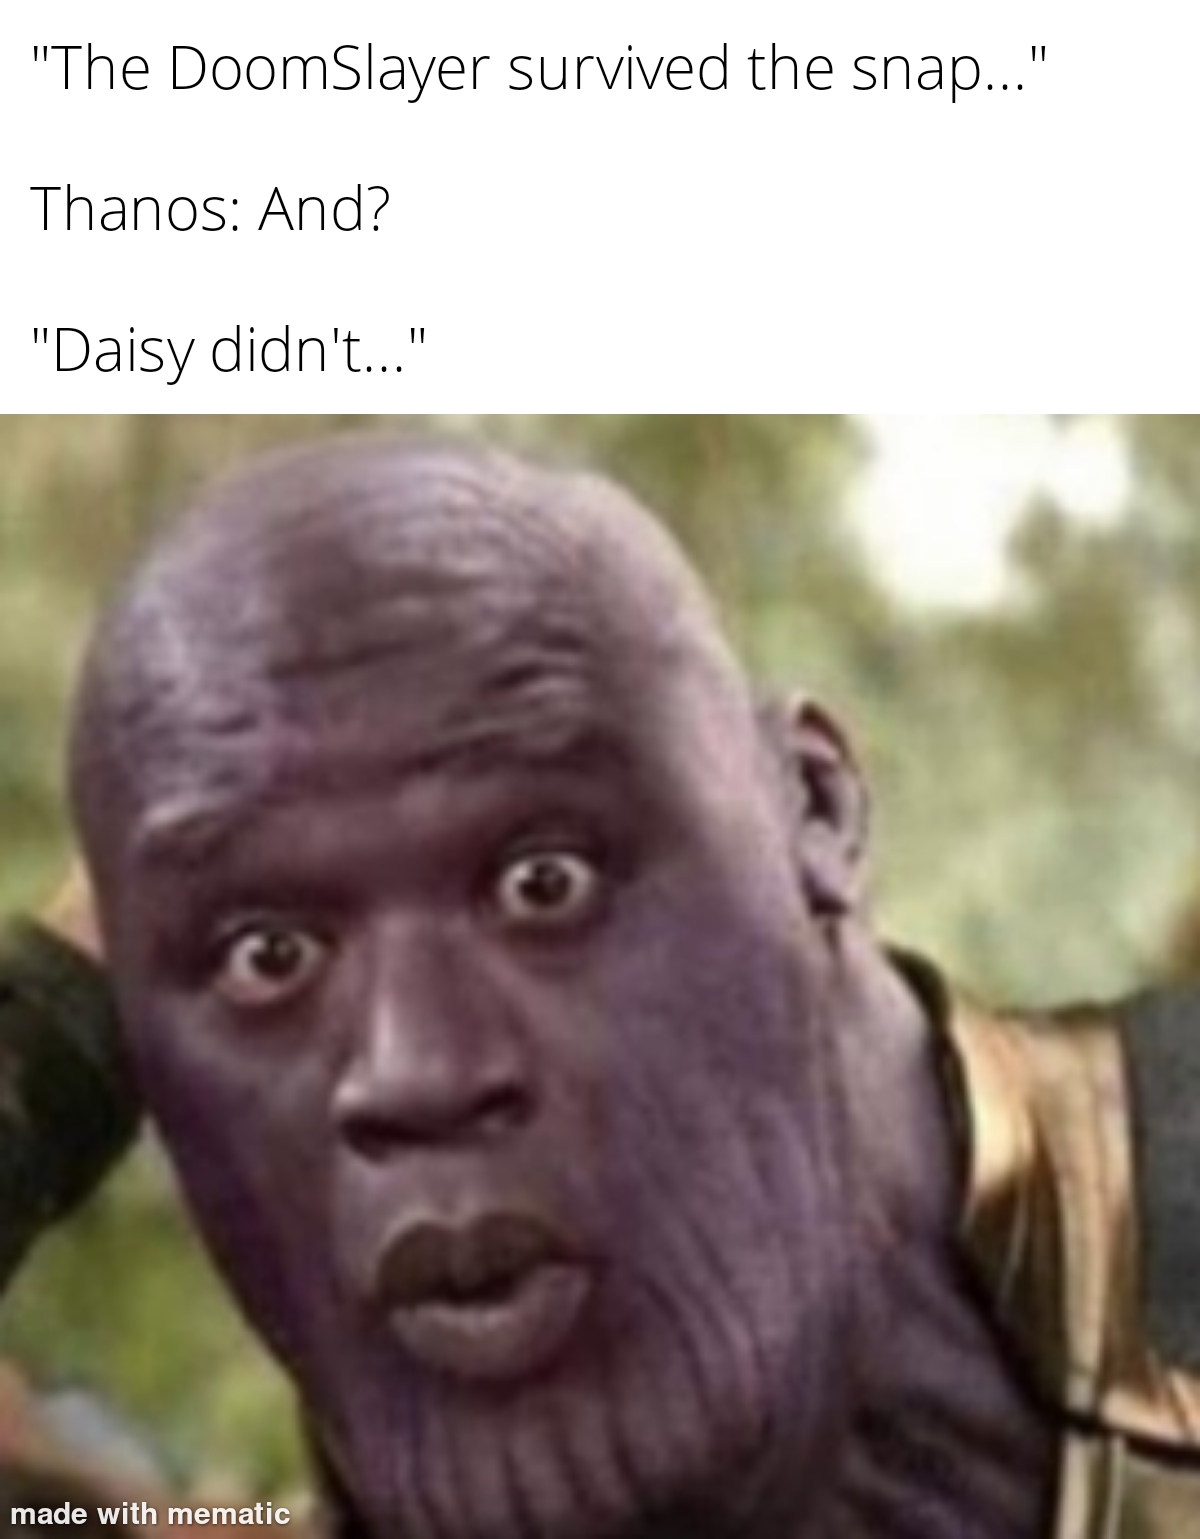 "The DoomSlayer survived the snap..."
Thanos: And?
"Daisy didn't..."
made with mematic